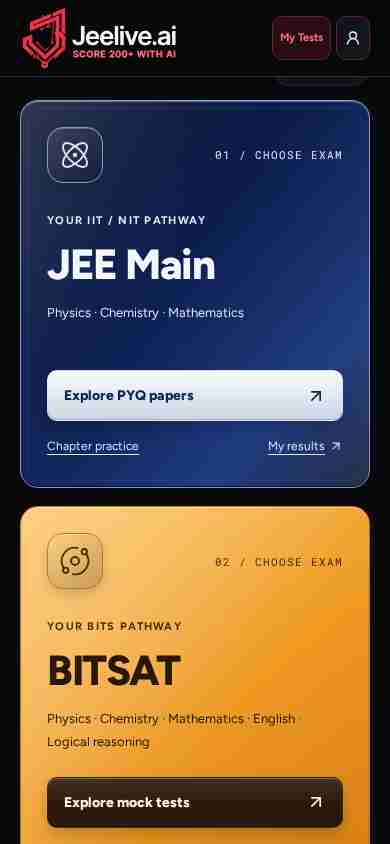 Jeelive.ai
SCORE 200+ WITH AI
My Tests
01 / CHOOSE EXAM
YOUR IIT / NIT PATHWAY
JEE Main
Physics · Chemistry · Mathematics
Explore PYQ papers
Chapter practice
My results
02 / CHOOSE EXAM
YOUR BITS PATHWAY
BITSAT
Physics · Chemistry · Mathematics · English ·
Logical reasoning
Explore mock tests